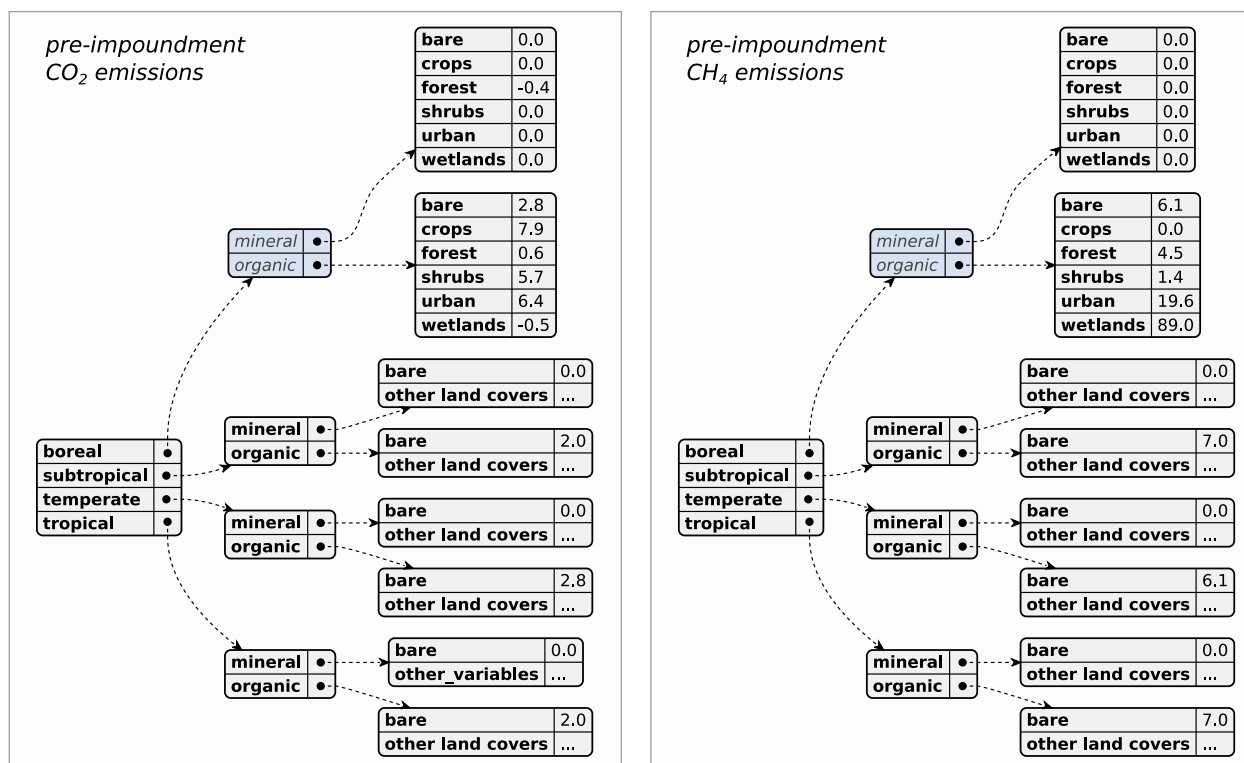 pre-impoundment
CO2 emissions
bare 0.0
crops 0.0
forest -0.4
shrubs 0.0
urban 0.0
wetlands 0.0
mineral
organic
bare 2.8
crops 7.9
forest 0.6
shrubs 5.7
urban 6.4
wetlands -0.5
boreal
subtropical
temperate
tropical
mineral
organic
bare 0.0
other land covers ...
bare 2.0
other land covers ...
mineral
organic
bare 0.0
other land covers ...
bare 2.8
other land covers ...
mineral
organic
bare 0.0
other_variables ...
bare 2.0
other land covers ...
pre-impoundment
CH4 emissions
bare 0.0
crops 0.0
forest 0.0
shrubs 0.0
urban 0.0
wetlands 0.0
mineral
organic
bare 6.1
crops 0.0
forest 4.5
shrubs 1.4
urban 19.6
wetlands 89.0
boreal
subtropical
temperate
tropical
mineral
organic
bare 0.0
other land covers ...
bare 7.0
other land covers ...
mineral
organic
bare 0.0
other land covers ...
bare 6.1
other land covers ...
mineral
organic
bare 0.0
other land covers ...
bare 7.0
other land covers ...